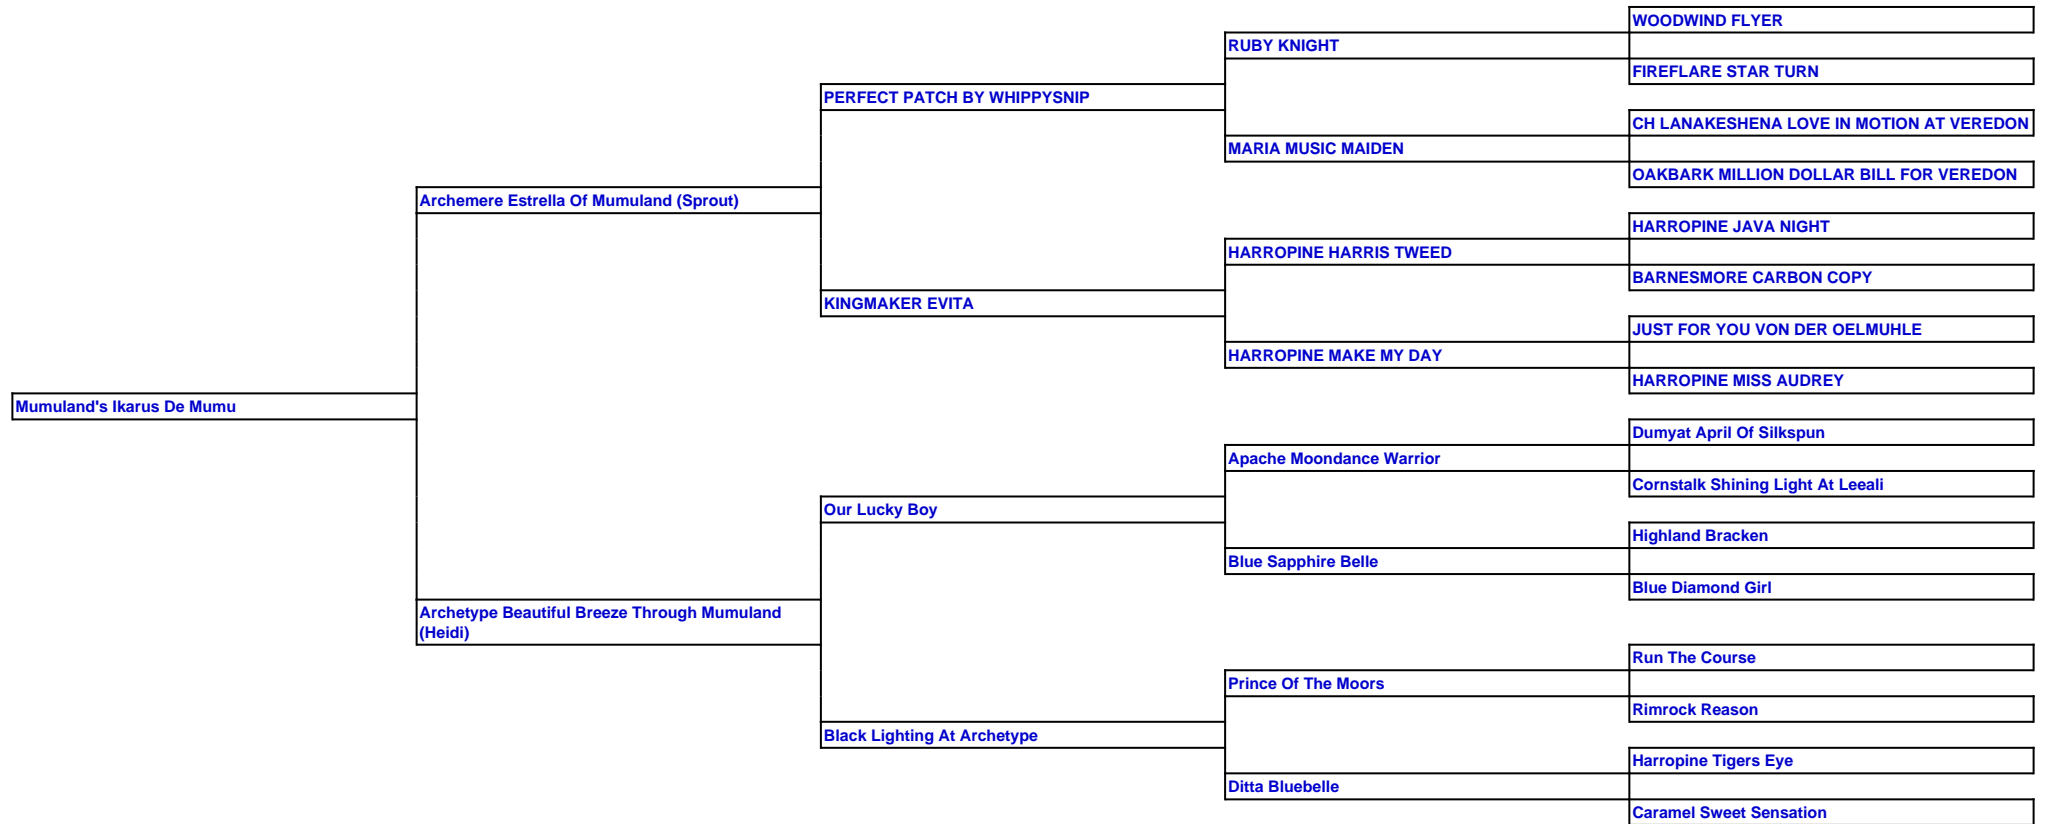 WOODWIND FLYER
RUBY KNIGHT
FIREFLARE STAR TURN
PERFECT PATCH BY WHIPPYSNIP
CH LANAKESHENA LOVE IN MOTION AT VEREDON
MARIA MUSIC MAIDEN
OAKBARK MILLION DOLLAR BILL FOR VEREDON
Archemere Estrella Of Mumuland (Sprout)
HARROPINE JAVA NIGHT
HARROPINE HARRIS TWEED
BARNESMORE CARBON COPY
KINGMAKER EVITA
JUST FOR YOU VON DER OELMUHLE
HARROPINE MAKE MY DAY
HARROPINE MISS AUDREY
Mumuland's Ikarus De Mumu
Dumyat April Of Silkspun
Apache Moondance Warrior
Cornstalk Shining Light At Leeali
Our Lucky Boy
Highland Bracken
Blue Sapphire Belle
Blue Diamond Girl
Archetype Beautiful Breeze Through Mumuland
(Heidi)
Run The Course
Prince Of The Moors
Rimrock Reason
Black Lighting At Archetype
Harropine Tigers Eye
Ditta Bluebelle
Caramel Sweet Sensation